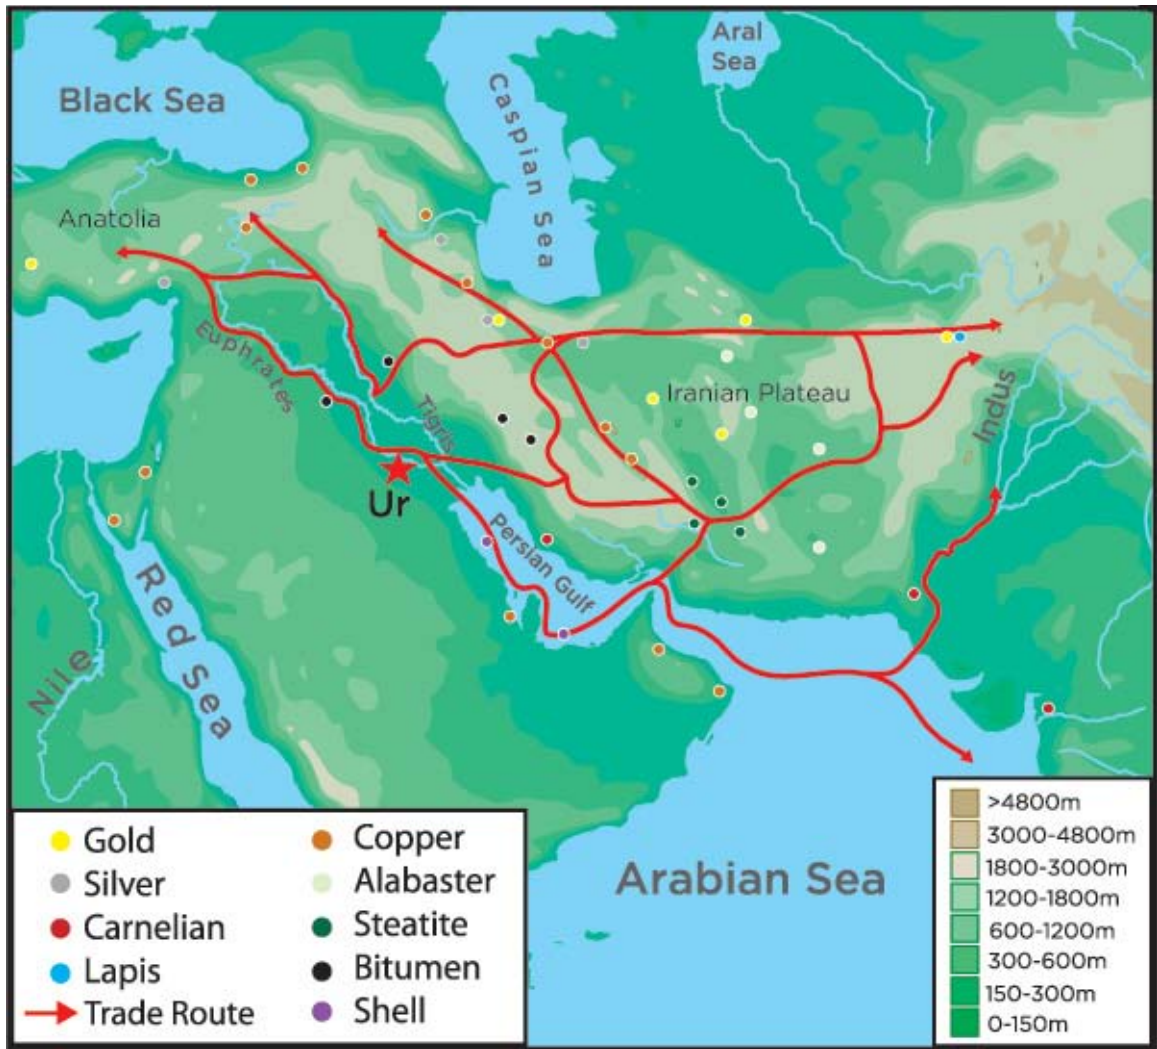 Black Sea
Caspian Sea
Aral
Sea
Anatolia
Euphrates
Tigris
Iranian Plateau
Indus
Ur
Persian Gulf
Red Sea
Nile
Arabian Sea
Gold
Silver
Carnelian
Lapis
Trade Route
Copper
Alabaster
Steatite
Bitumen
Shell
>4800m
3000-4800m
1800-3000m
1200-1800m
600-1200m
300-600m
150-300m
0-150m